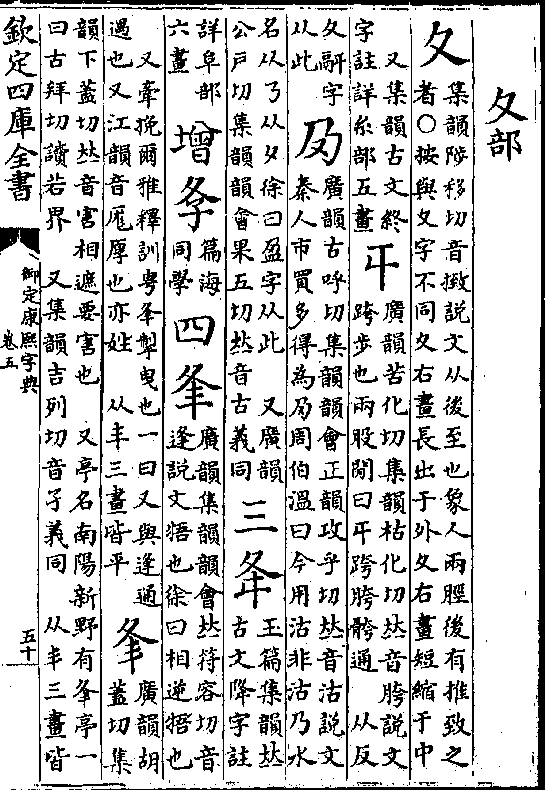 夂部
夂
集韻陟移切音緻說文从後至也象人兩脛後有推致之
者○按與夊字不同夂右畫長出于外夊右畫短縮于中
又集韻古文終
字註詳糸部五畫
㐄
廣韻苦化切集韻枯化切𠀤音胯說文
跨步也兩股閒曰㐄跨胯骻通 从反
夂字
从此
夃
廣韻古呼切集韻韻會正韻攻乎切𠀤音沽說文
秦人市買多得為夃周伯溫曰今用沽非沽乃水
名从乃从夂徐曰盈字从此 又廣韻
公戶切集韻韻會果五切𠀤音古義同
三
夅
玉篇集韻𠀤
古文降字註
詳阜部
六畫
增
㝈
篇海
同學
四
夆
廣韻集韻韻會𠀤符容切音
逢說文啎也徐曰相逆啎也
又牽挽爾雅釋訓甹夆掣曳也一曰又與逢通
過也又江韻音厖厚也亦姓 从丰三畫皆平
夆
廣韻胡
蓋切集
韻下蓋切𠀤音害相遮要害也 又亭名南陽新野有夆亭一
曰古拜切讀若界 又集韻吉列切音孑義同 从丯三畫皆
欽定四庫全書
御定康熙字典
卷五
五十